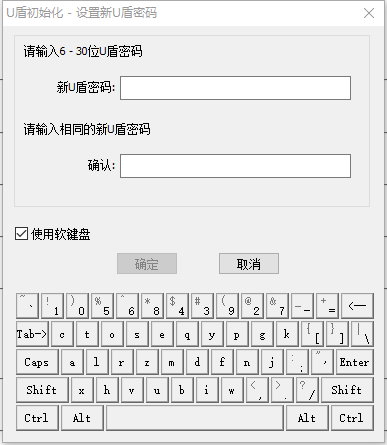 U盾初始化 - 设置新U盾密码
请输入6 - 30位U盾密码
新U盾密码:
请输入相同的新U盾密码
确认:
使用软键盘
确定 取消
~ ` ! 1 ) 0 % 5 ^ 6 * 8 $ 4 # 3 ( 9 @ 2 & 7 _ - + = <—
Tab-> c t o s e q y p g k { [ } ] | \
Caps a l r z m d f n j : ; " ' Enter
Shift x h v b u i w < , > . ? / Shift
Ctrl Alt Alt Ctrl